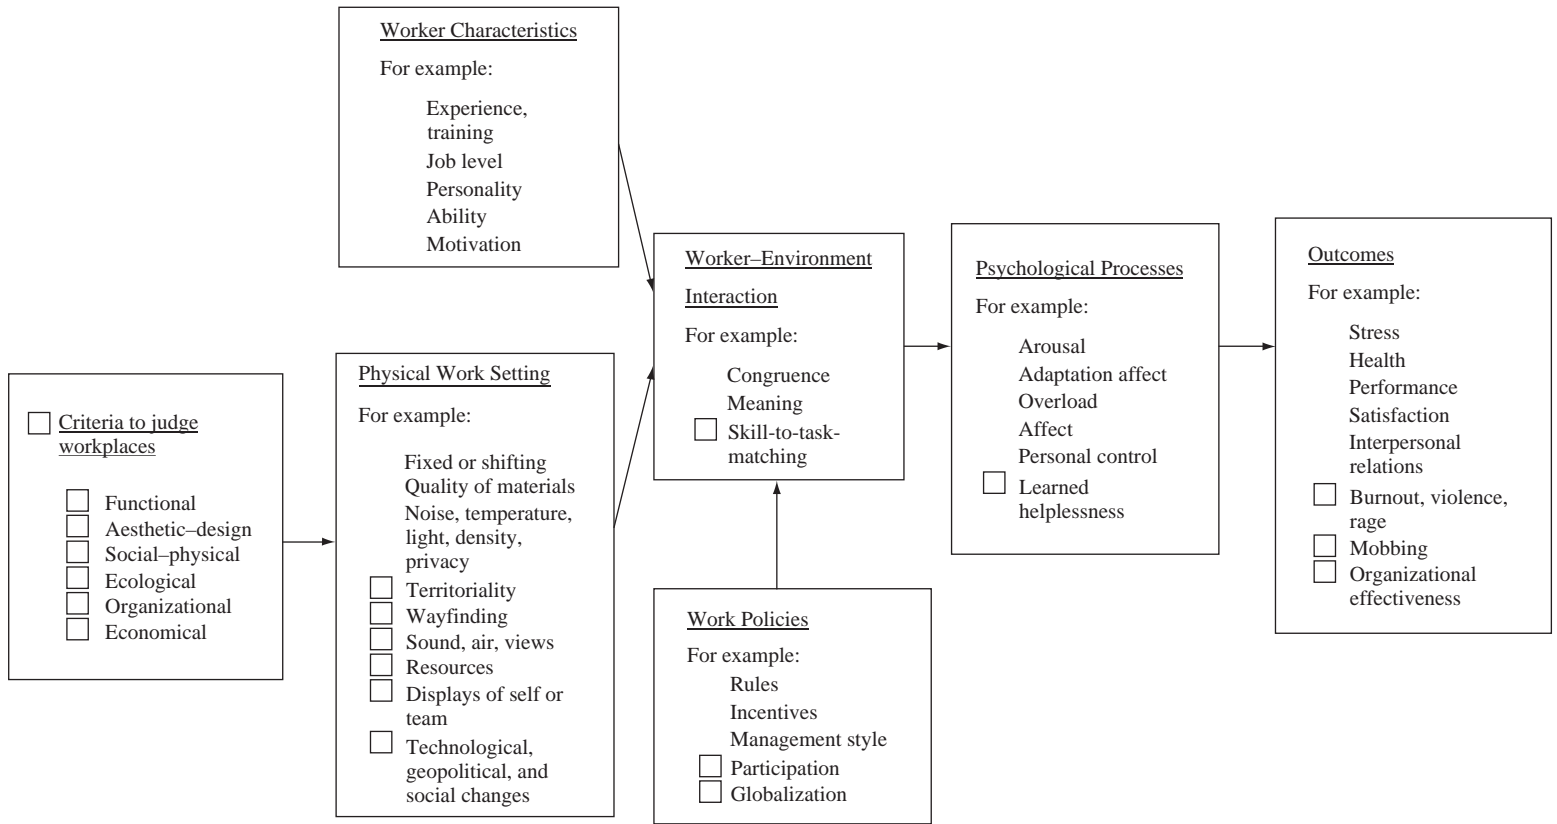 Worker Characteristics
For example:
Experience,
training
Job level
Personality
Ability
Motivation
Criteria to judge
workplaces
Functional
Aesthetic–design
Social–physical
Ecological
Organizational
Economical
Physical Work Setting
For example:
Fixed or shifting
Quality of materials
Noise, temperature,
light, density,
privacy
Territoriality
Wayfinding
Sound, air, views
Resources
Displays of self or
team
Technological,
geopolitical, and
social changes
Worker–Environment
Interaction
For example:
Congruence
Meaning
Skill-to-task-
matching
Work Policies
For example:
Rules
Incentives
Management style
Participation
Globalization
Psychological Processes
For example:
Arousal
Adaptation affect
Overload
Affect
Personal control
Learned
helplessness
Outcomes
For example:
Stress
Health
Performance
Satisfaction
Interpersonal
relations
Burnout, violence,
rage
Mobbing
Organizational
effectiveness